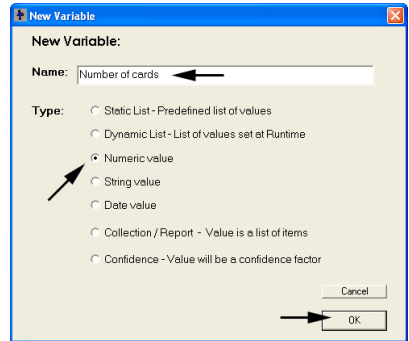 New Variable
New Variable:
Name: Number of cards
Type: Static List - Predefined list of values
Dynamic List - List of values set at Runtime
Numeric value
String value
Date value
Collection / Report - Value is a list of items
Confidence - Value will be a confidence factor
Cancel
OK